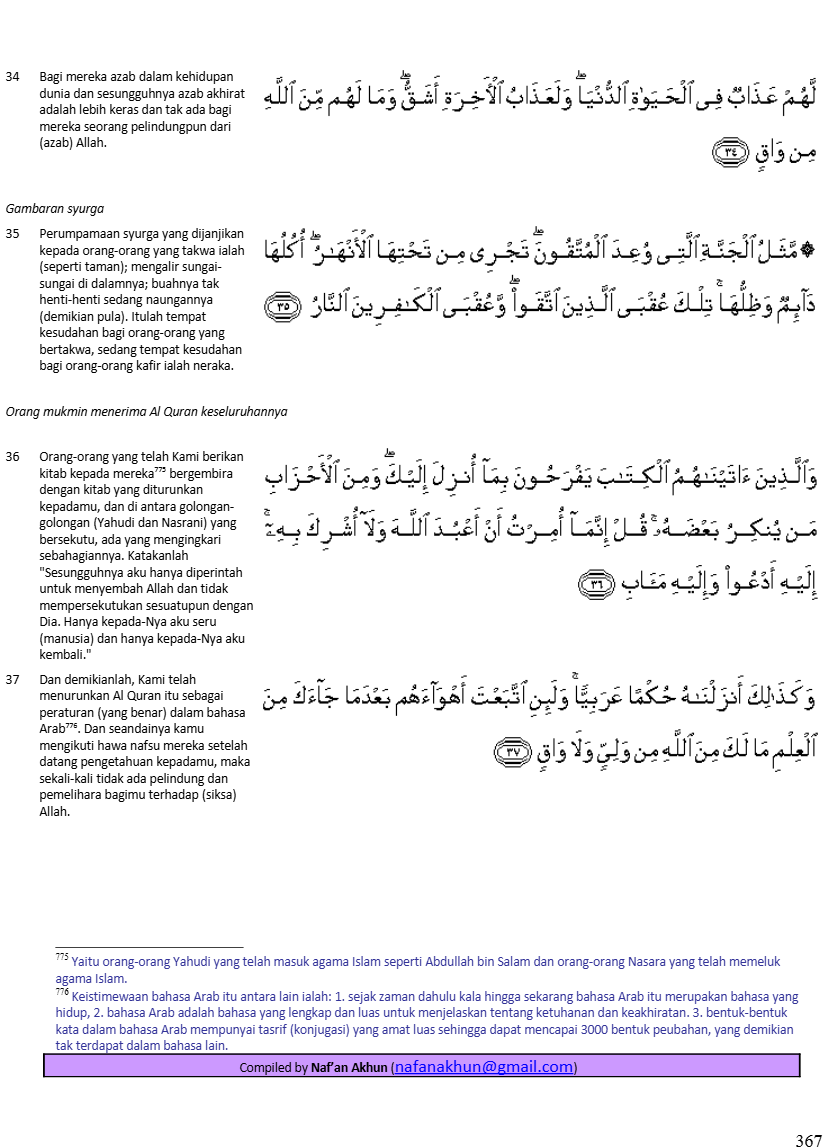 34 Bagi mereka azab dalam kehidupan
dunia dan sesungguhnya azab akhirat
adalah lebih keras dan tak ada bagi
mereka seorang pelindungpun dari
(azab) Allah.
لَّهُمْ عَذَابٌ فِى ٱلْحَيَوٰةِ ٱلدُّنْيَا ۖ وَلَعَذَابُ ٱلْءَاخِرَةِ أَشَقُّ ۖ وَمَا لَهُم مِّنَ ٱللَّهِ
مِن وَاقٍ ﴿٣٤﴾
Gambaran syurga
35 Perumpamaan syurga yang dijanjikan
kepada orang-orang yang takwa ialah
(seperti taman); mengalir sungai-
sungai di dalamnya; buahnya tak
henti-henti sedang naungannya
(demikian pula). Itulah tempat
kesudahan bagi orang-orang yang
bertakwa, sedang tempat kesudahan
bagi orang-orang kafir ialah neraka.
۞ مَّثَلُ ٱلْجَنَّةِ ٱلَّتِى وُعِدَ ٱلْمُتَّقُونَ ۖ تَجْرِى مِن تَحْتِهَا ٱلْأَنْهَـٰرُ ۖ أُكُلُهَا
دَآئِمٌ وَظِلُّهَا ۚ تِلْكَ عُقْبَى ٱلَّذِينَ ٱتَّقَوا۟ ۖ وَّعُقْبَى ٱلْكَـٰفِرِينَ ٱلنَّارُ ﴿٣٥﴾
Orang mukmin menerima Al Quran keseluruhannya
36 Orang-orang yang telah Kami berikan
kitab kepada mereka⁷⁷⁵ bergembira
dengan kitab yang diturunkan
kepadamu, dan di antara golongan-
golongan (Yahudi dan Nasrani) yang
bersekutu, ada yang mengingkari
sebahagiannya. Katakanlah
"Sesungguhnya aku hanya diperintah
untuk menyembah Allah dan tidak
mempersekutukan sesuatupun dengan
Dia. Hanya kepada-Nya aku seru
(manusia) dan hanya kepada-Nya aku
kembali."
وَٱلَّذِينَ ءَاتَيْنَـٰهُمُ ٱلْكِتَـٰبَ يَفْرَحُونَ بِمَآ أُنزِلَ إِلَيْكَ ۖ وَمِنَ ٱلْأَحْزَابِ
مَن يُنكِرُ بَعْضَهُۥ ۚ قُلْ إِنَّمَآ أُمِرْتُ أَنْ أَعْبُدَ ٱللَّهَ وَلَآ أُشْرِكَ بِهِۦٓ ۚ
إِلَيْهِ أَدْعُوا۟ وَإِلَيْهِ مَـَٔابِ ﴿٣٦﴾
37 Dan demikianlah, Kami telah
menurunkan Al Quran itu sebagai
peraturan (yang benar) dalam bahasa
Arab⁷⁷⁶. Dan seandainya kamu
mengikuti hawa nafsu mereka setelah
datang pengetahuan kepadamu, maka
sekali-kali tidak ada pelindung dan
pemelihara bagimu terhadap (siksa)
Allah.
وَكَذَٰلِكَ أَنزَلْنَـٰهُ حُكْمًا عَرَبِيًّا ۚ وَلَئِنِ ٱتَّبَعْتَ أَهْوَآءَهُم بَعْدَمَا جَآءَكَ مِنَ
ٱلْعِلْمِ مَا لَكَ مِنَ ٱللَّهِ مِن وَلِىٍّ وَلَا وَاقٍ ﴿٣٧﴾
⁷⁷⁵ Yaitu orang-orang Yahudi yang telah masuk agama Islam seperti Abdullah bin Salam dan orang-orang Nasara yang telah memeluk
agama Islam.
⁷⁷⁶ Keistimewaan bahasa Arab itu antara lain ialah: 1. sejak zaman dahulu kala hingga sekarang bahasa Arab itu merupakan bahasa yang
hidup, 2. bahasa Arab adalah bahasa yang lengkap dan luas untuk menjelaskan tentang ketuhanan dan keakhiratan. 3. bentuk-bentuk
kata dalam bahasa Arab mempunyai tasrif (konjugasi) yang amat luas sehingga dapat mencapai 3000 bentuk peubahan, yang demikian
tak terdapat dalam bahasa lain.
Compiled by Naf’an Akhun (nafanakhun@gmail.com)
367